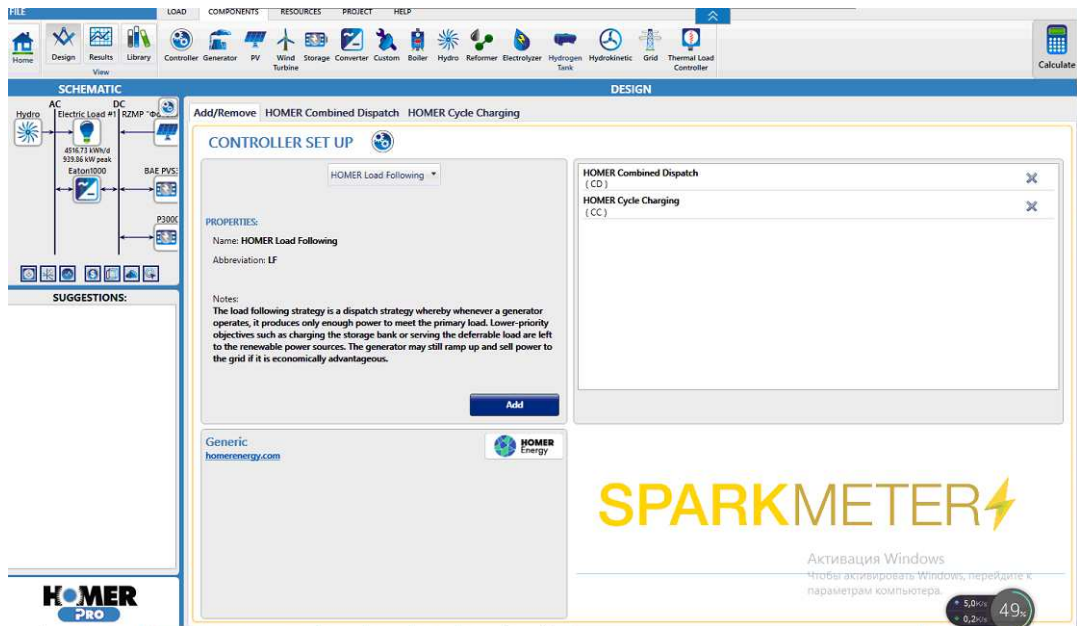 FILE
LOAD COMPONENTS RESOURCES PROJECT HELP
Home
Design Results Library
View
Controller Generator PV Wind Turbine Storage Converter Custom Boiler Hydro Reformer Electrolyzer Hydrogen Tank Hydrokinetic Grid Thermal Load Controller
Calculate
SCHEMATIC
DESIGN
AC DC
Hydro Electric Load #1 RZMP
4516.73 kWh/d
939.86 kW peak
Eaton1000 BAE PVS
P300
Add/Remove HOMER Combined Dispatch HOMER Cycle Charging
CONTROLLER SET UP
HOMER Load Following
PROPERTIES:
Name: HOMER Load Following
Abbreviation: LF
Notes:
The load following strategy is a dispatch strategy whereby whenever a generator
operates, it produces only enough power to meet the primary load. Lower-priority
objectives such as charging the storage bank or serving the deferrable load are left
to the renewable power sources. The generator may still ramp up and sell power to
the grid if it is economically advantageous.
Add
HOMER Combined Dispatch
( CD )
HOMER Cycle Charging
( CC )
SUGGESTIONS:
Generic
homerenergy.com
HOMER
Energy
SPARKMETER
Активация Windows
Чтобы активировать Windows, перейдите к
параметрам компьютера.
5,0K/s
0,2K/s
49%
HOMER
PRO